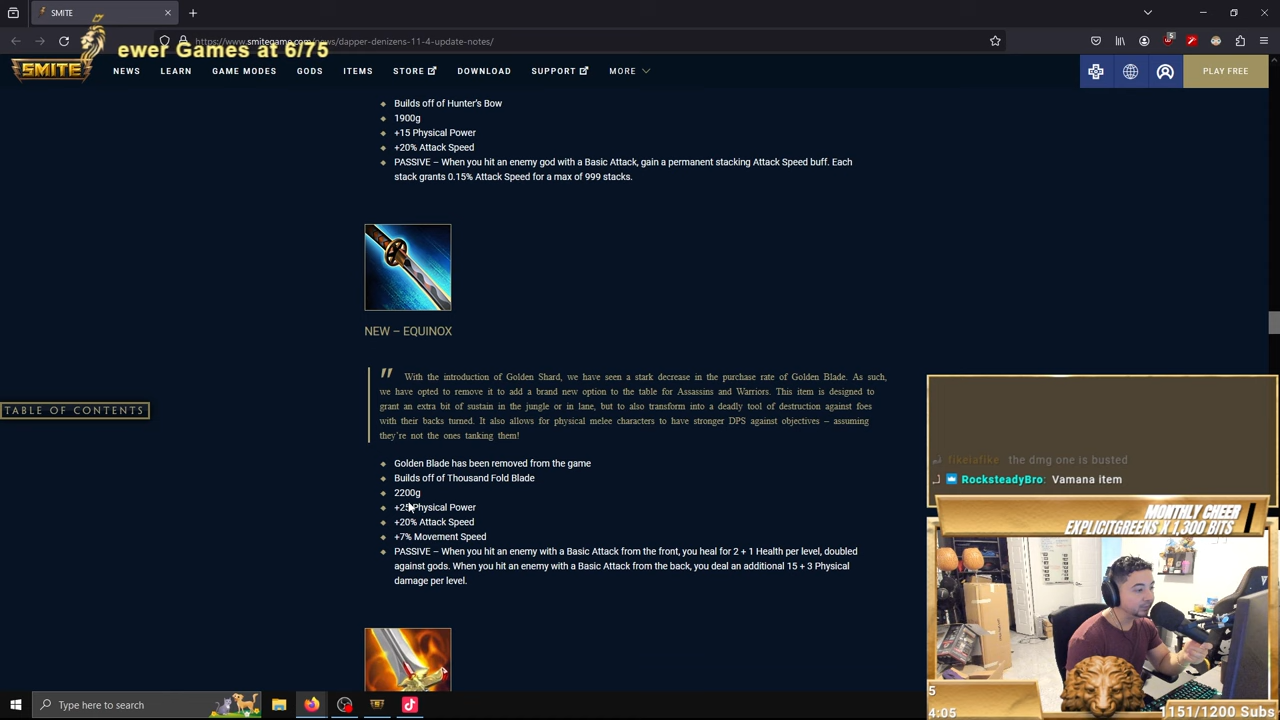 SMITE
https://www.smitegame.com/news/dapper-denizens-11-4-update-notes/
5
ewer Games at 6/75
SMITE
NEWS
LEARN
GAME MODES
GODS
ITEMS
STORE
DOWNLOAD
SUPPORT
MORE
PLAY FREE
Builds off of Hunter's Bow
1900g
+15 Physical Power
+20% Attack Speed
PASSIVE – When you hit an enemy god with a Basic Attack, gain a permanent stacking Attack Speed buff. Each
stack grants 0.15% Attack Speed for a max of 999 stacks.
NEW – EQUINOX
" With the introduction of Golden Shard, we have seen a stark decrease in the purchase rate of Golden Blade. As such,
we have opted to remove it to add a brand new option to the table for Assassins and Warriors. This item is designed to
grant an extra bit of sustain in the jungle or in lane, but to also transform into a deadly tool of destruction against foes
with their backs turned. It also allows for physical melee characters to have stronger DPS against objectives – assuming
they're not the ones tanking them!
TABLE OF CONTENTS
Golden Blade has been removed from the game
Builds off of Thousand Fold Blade
2200g
+25 Physical Power
+20% Attack Speed
+7% Movement Speed
PASSIVE – When you hit an enemy with a Basic Attack from the front, you heal for 2 + 1 Health per level, doubled
against gods. When you hit an enemy with a Basic Attack from the back, you deal an additional 15 + 3 Physical
damage per level.
the dmg one is busted
RocksteadyBro: Vamana item
MONTHLY CHEER
EXPLICITGREENS X 1,300 BITS
5
4:05
1151/1200 Subs
Type here to search